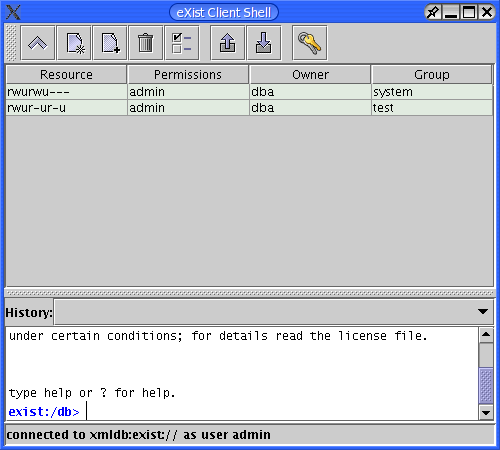 eXist Client Shell
Resource Permissions Owner Group
rwurwu--- admin dba system
rwur-ur-u admin dba test
History:
under certain conditions; for details read the license file.
type help or ? for help.
exist:/db>
connected to xmldb:exist:// as user admin